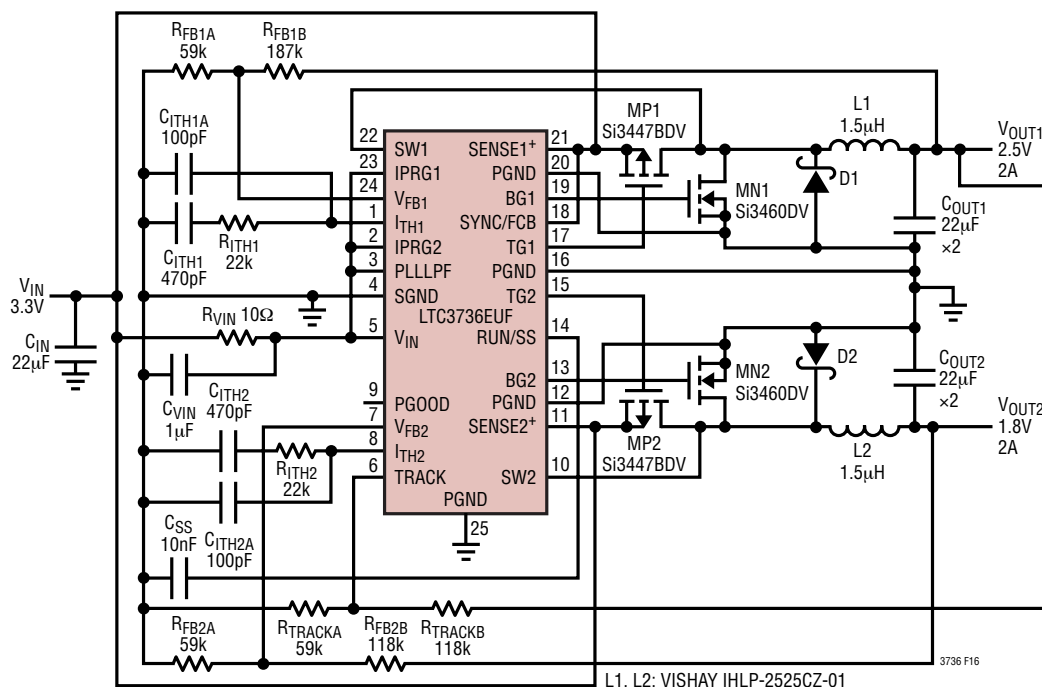 RFB1A
59k
RFB1B
187k
CITH1A
100pF
CITH1
470pF
RITH1
22k
VIN
3.3V
CIN
22µF
RVIN 10Ω
CVIN
1µF
CITH2
470pF
RITH2
22k
CITH2A
100pF
CSS
10nF
RFB2A
59k
RTRACKA
59k
RFB2B
118k
RTRACKB
118k
22 SW1
23 IPRG1
24 VFB1
1 ITH1
2 IPRG2
3 PLLLPF
4 SGND
5 VIN
9 PGOOD
7 VFB2
8 ITH2
6 TRACK
LTC3736EUF
SENSE1+ 21
PGND 20
BG1 19
SYNC/FCB 18
TG1 17
PGND 16
TG2 15
RUN/SS 14
BG2 13
PGND 12
SENSE2+ 11
SW2 10
PGND
25
MP1
Si3447BDV
MN1
Si3460DV
L1
1.5µH
D1
COUT1
22µF
×2
VOUT1
2.5V
2A
MN2
Si3460DV
MP2
Si3447BDV
D2
L2
1.5µH
COUT2
22µF
×2
VOUT2
1.8V
2A
3736 F16
L1, L2: VISHAY IHLP-2525CZ-01